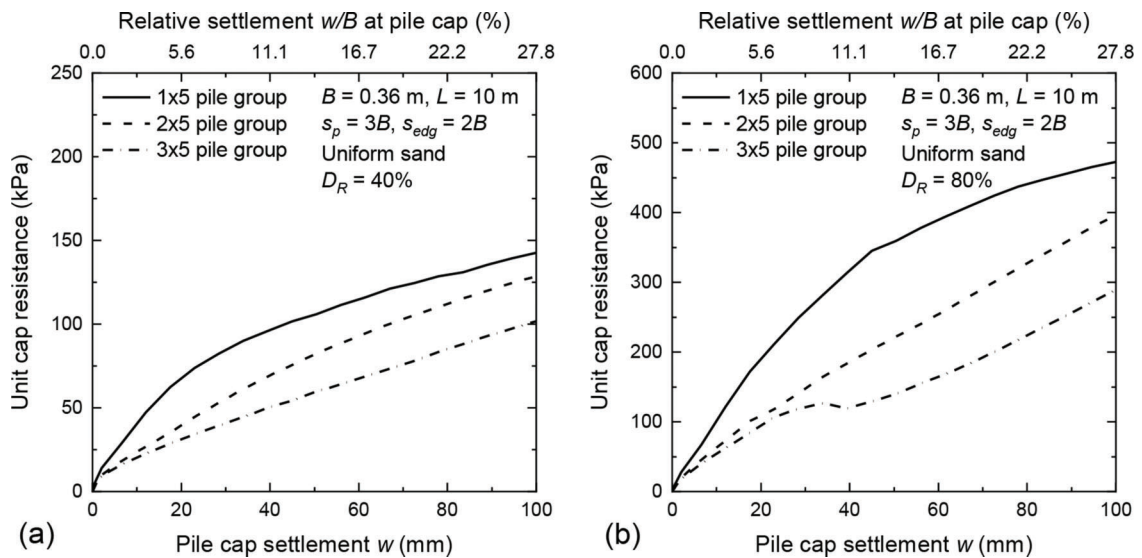 Relative settlement w/B at pile cap (%)
0.0 5.6 11.1 16.7 22.2 27.8
250
200
150
100
50
0
Unit cap resistance (kPa)
1x5 pile group
2x5 pile group
3x5 pile group
B = 0.36 m, L = 10 m
s_p = 3B, s_edg = 2B
Uniform sand
D_R = 40%
0 20 40 60 80 100
(a)
Pile cap settlement w (mm)
Relative settlement w/B at pile cap (%)
0.0 5.6 11.1 16.7 22.2 27.8
600
500
400
300
200
100
0
Unit cap resistance (kPa)
1x5 pile group
2x5 pile group
3x5 pile group
B = 0.36 m, L = 10 m
s_p = 3B, s_edg = 2B
Uniform sand
D_R = 80%
0 20 40 60 80 100
(b)
Pile cap settlement w (mm)